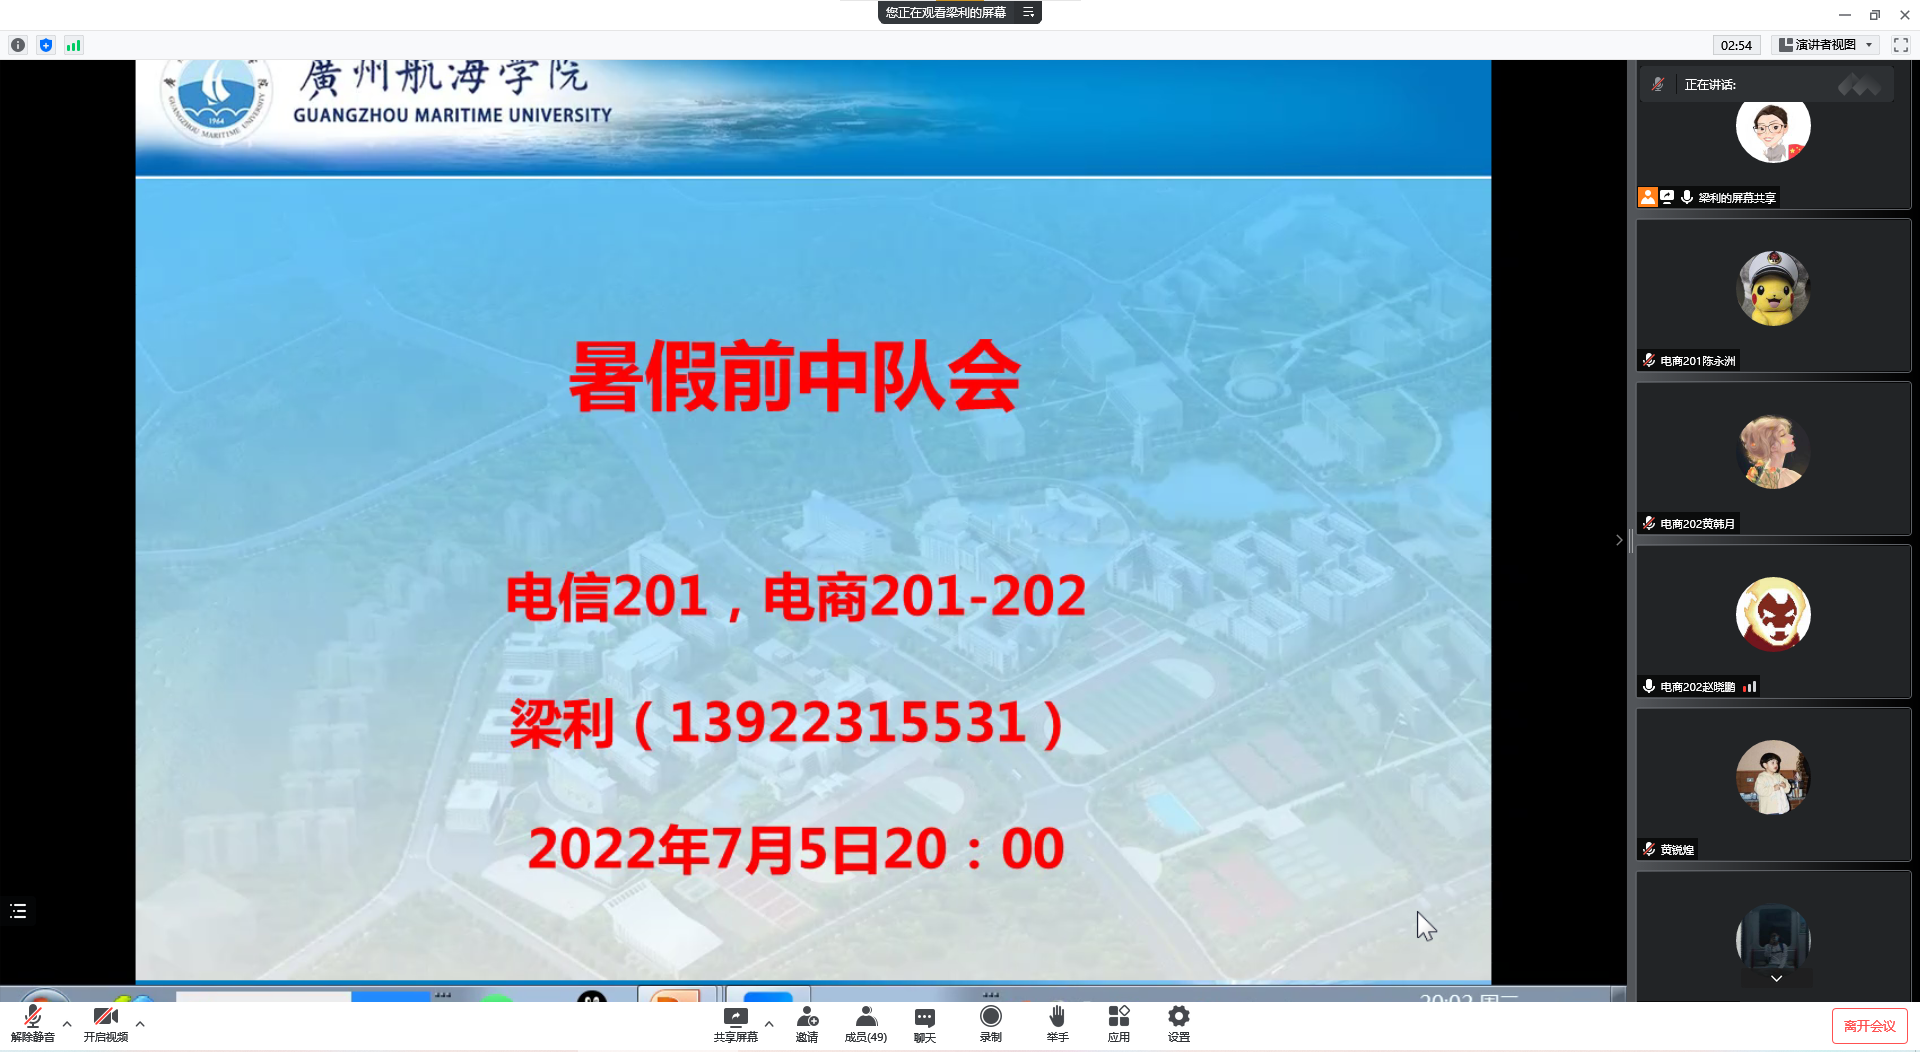 您正在观看梁利的屏幕
02:54
演讲者视图
廣州航海学院
GUANGZHOU MARITIME UNIVERSITY
1964
暑假前中队会
电信201，电商201-202
梁利（13922315531）
2022年7月5日20：00
正在讲话:
梁利的屏幕共享
电商201陈永洲
电商202黄韩月
电商202赵晓鹏
黄锐煌
解除静音
开启视频
共享屏幕
邀请
成员(49)
聊天
录制
举手
应用
设置
离开会议